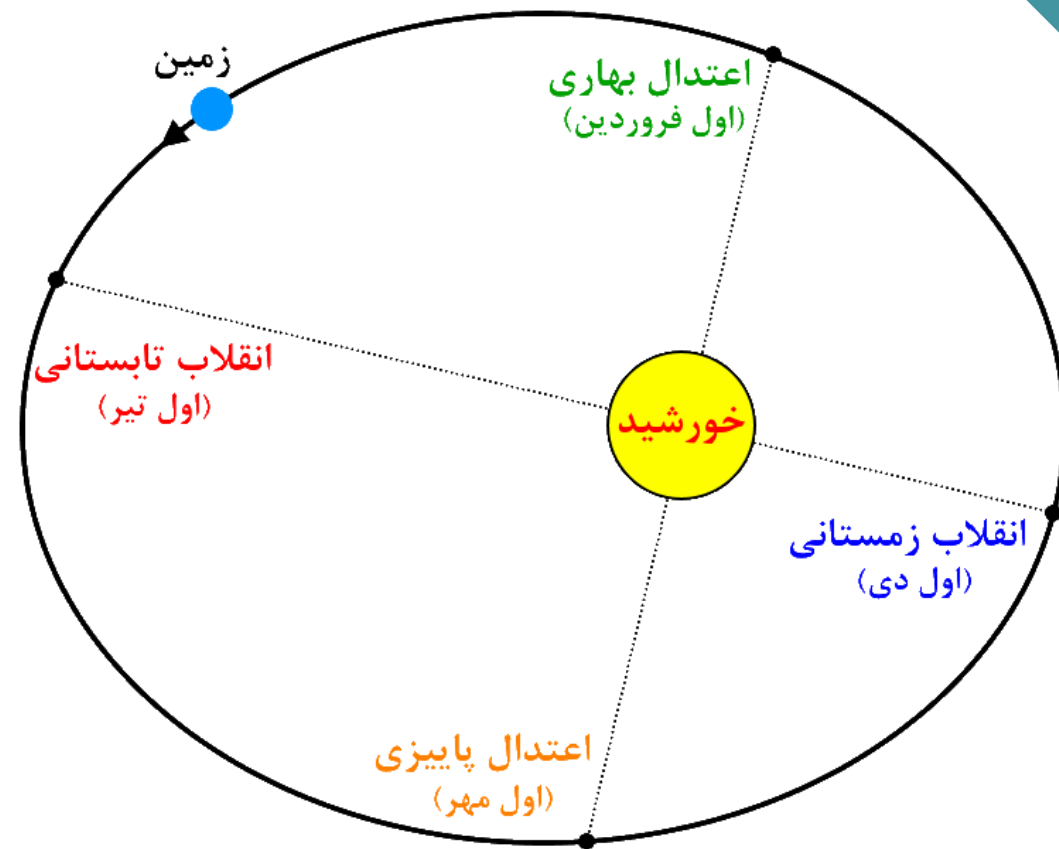 زمین
اعتدال بهاری
(اول فروردین)
انقلاب تابستانی
(اول تیر)
خورشید
انقلاب زمستانی
(اول دی)
اعتدال پاییزی
(اول مهر)